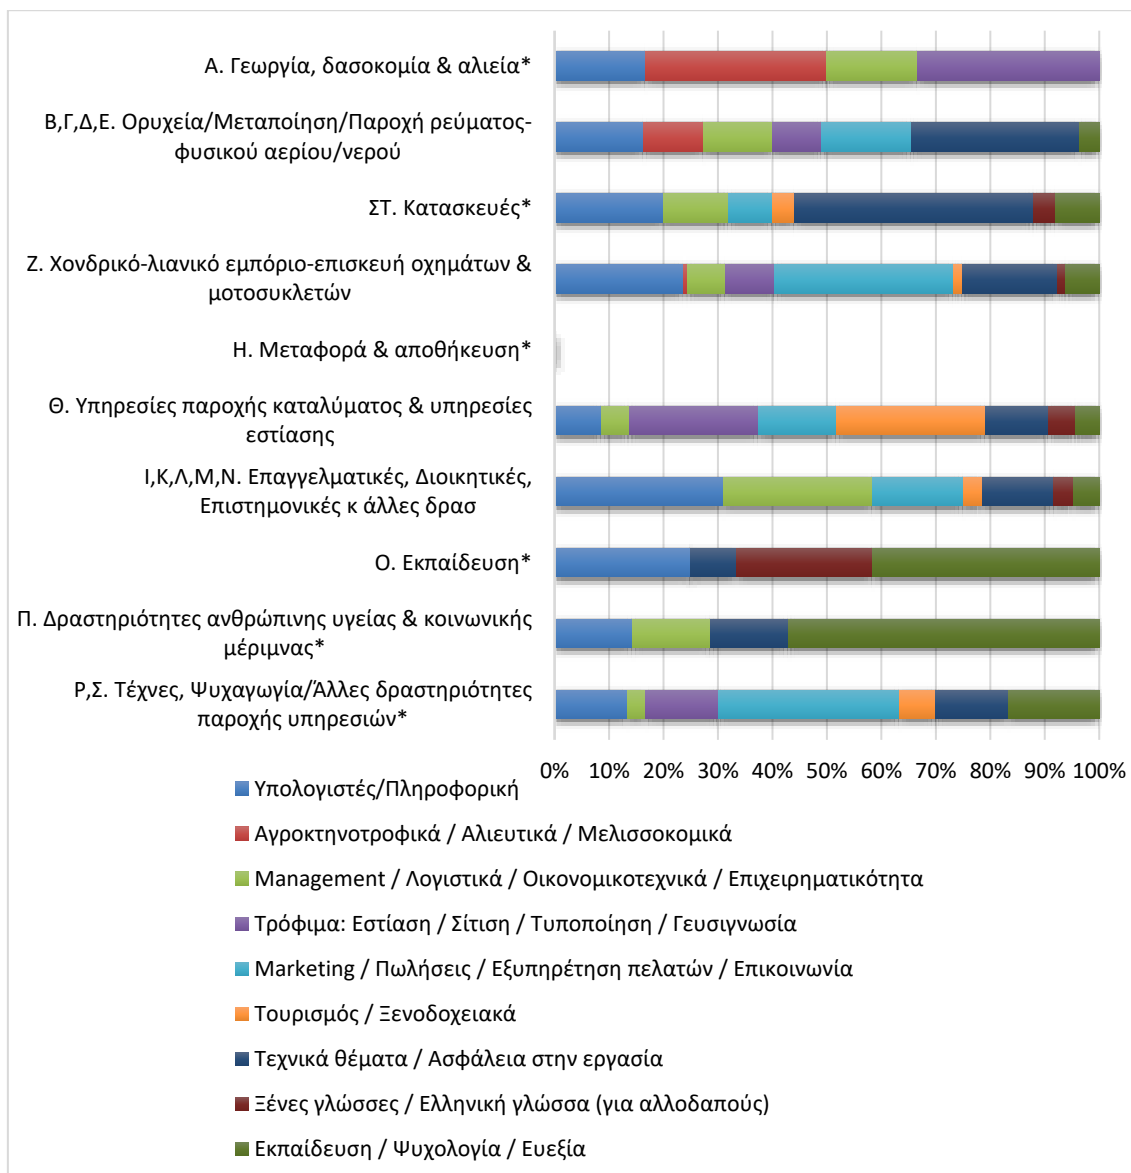 Α. Γεωργία, δασοκομία & αλιεία*
Β,Γ,Δ,Ε. Ορυχεία/Μεταποίηση/Παροχή ρεύματος-
φυσικού αερίου/νερού
ΣΤ. Κατασκευές*
Ζ. Χονδρικό-λιανικό εμπόριο-επισκευή οχημάτων &
μοτοσυκλετών
Η. Μεταφορά & αποθήκευση*
Θ. Υπηρεσίες παροχής καταλύματος & υπηρεσίες
εστίασης
Ι,Κ,Λ,Μ,Ν. Επαγγελματικές, Διοικητικές,
Επιστημονικές κ άλλες δρασ
Ο. Εκπαίδευση*
Π. Δραστηριότητες ανθρώπινης υγείας & κοινωνικής
μέριμνας*
Ρ,Σ. Τέχνες, Ψυχαγωγία/Άλλες δραστηριότητες
παροχής υπηρεσιών*
0% 10% 20% 30% 40% 50% 60% 70% 80% 90% 100%
Υπολογιστές/Πληροφορική
Αγροκτηνοτροφικά / Αλιευτικά / Μελισσοκομικά
Management / Λογιστικά / Οικονομικοτεχνικά / Επιχειρηματικότητα
Τρόφιμα: Εστίαση / Σίτιση / Τυποποίηση / Γευσιγνωσία
Marketing / Πωλήσεις / Εξυπηρέτηση πελατών / Επικοινωνία
Τουρισμός / Ξενοδοχειακά
Τεχνικά θέματα / Ασφάλεια στην εργασία
Ξένες γλώσσες / Ελληνική γλώσσα (για αλλοδαπούς)
Εκπαίδευση / Ψυχολογία / Ευεξία